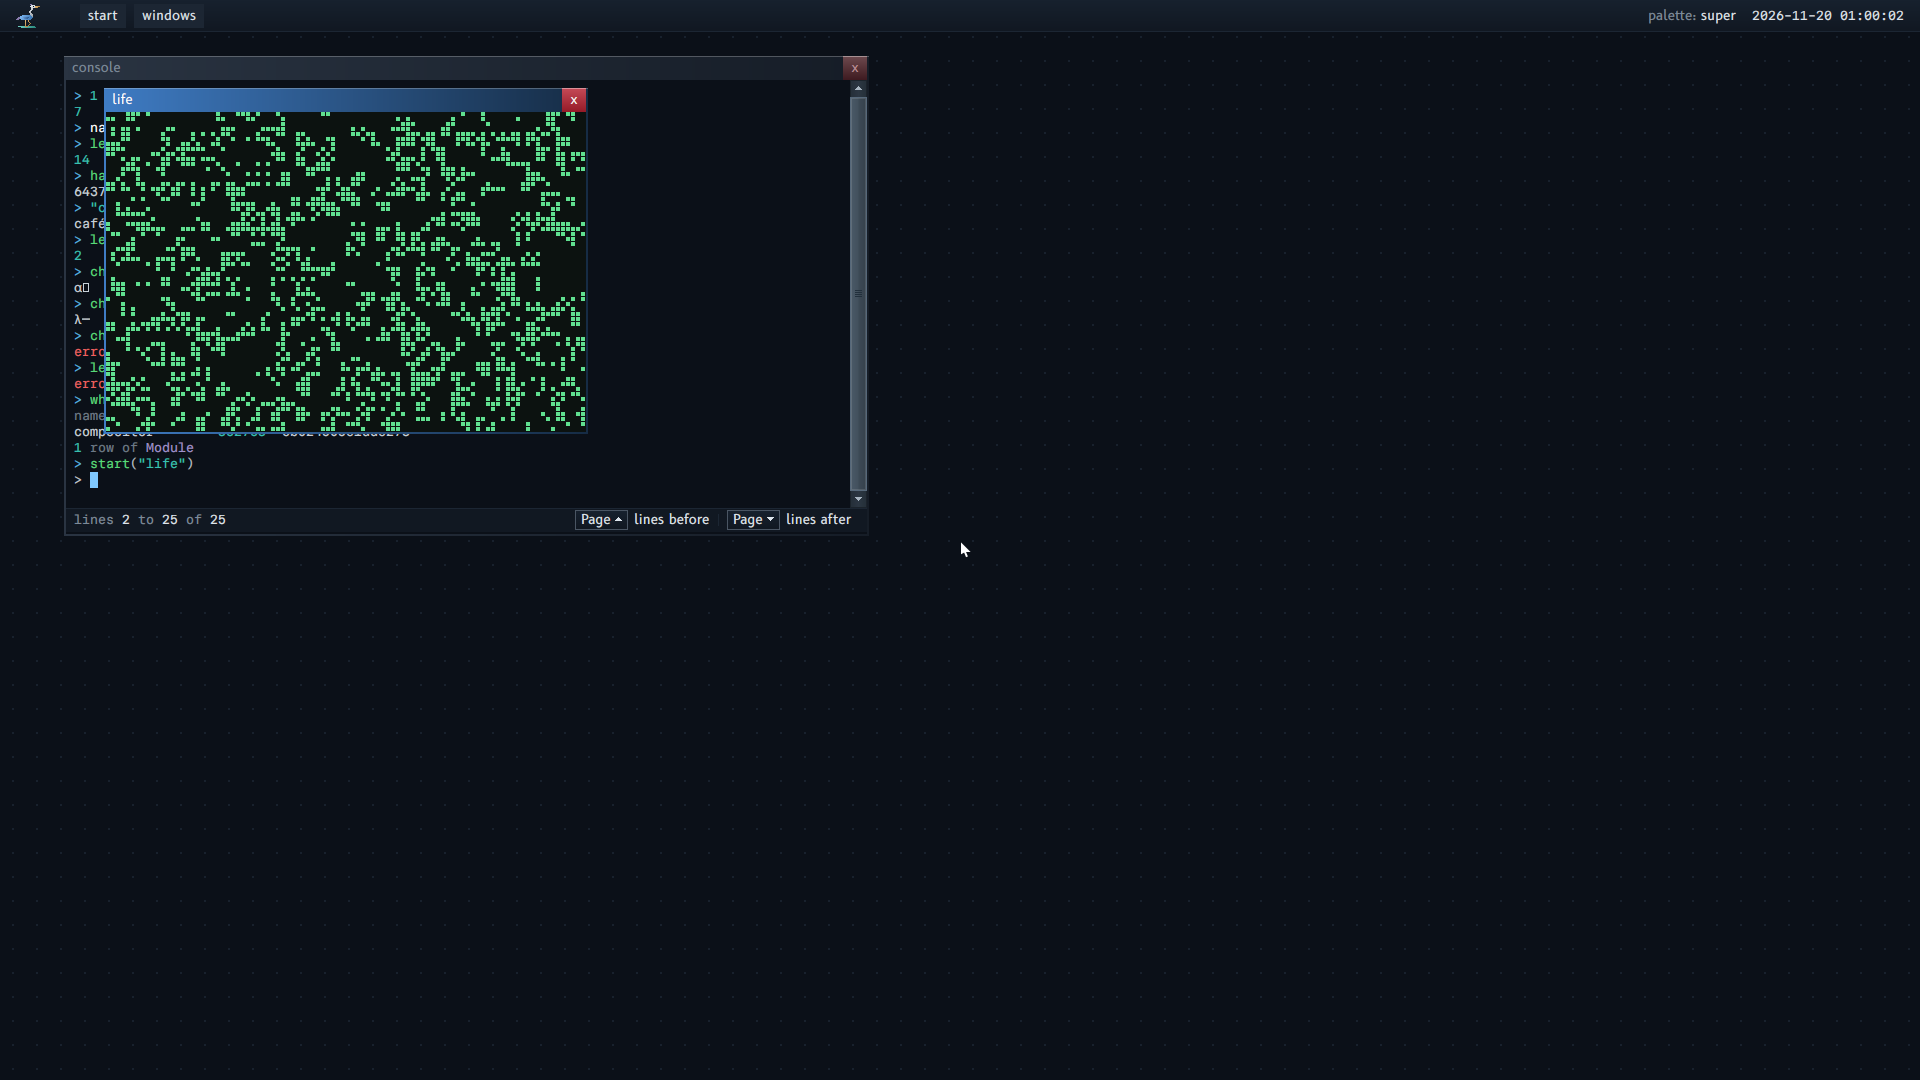 start windows palette: super 2026-11-20 01:00:02
console x
life x
> 1
7
> na
> le
14
> ha
6437
> "c
café
> le
2
> ch
α
> ch
λ—
> ch
erro
> le
erro
> wh
name
1 row of Module
> start("life")
>
lines 2 to 25 of 25 Page lines before Page lines after